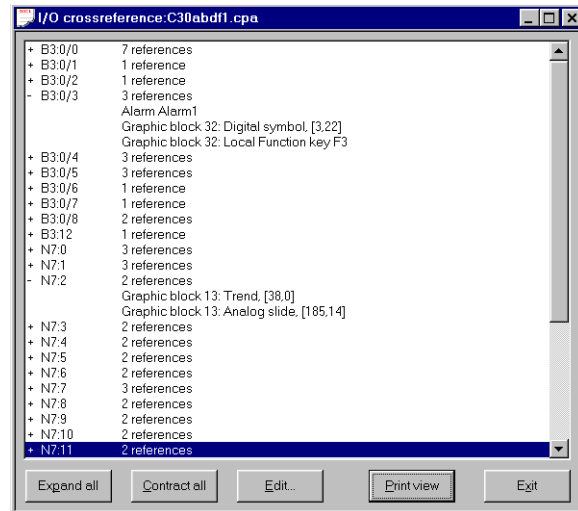 I/O crossreference:C30abdf1.cpa
+ B3:0/0 7 references
+ B3:0/1 1 reference
+ B3:0/2 1 reference
- B3:0/3 3 references
Alarm Alarm1
Graphic block 32: Digital symbol, [3,22]
Graphic block 32: Local Function key F3
+ B3:0/4 3 references
+ B3:0/5 3 references
+ B3:0/6 1 reference
+ B3:0/7 1 reference
+ B3:0/8 2 references
+ B3:12 1 reference
+ N7:0 3 references
+ N7:1 3 references
- N7:2 2 references
Graphic block 13: Trend, [38,0]
Graphic block 13: Analog slide, [185,14]
+ N7:3 2 references
+ N7:4 2 references
+ N7:5 2 references
+ N7:6 2 references
+ N7:7 3 references
+ N7:8 2 references
+ N7:9 2 references
+ N7:10 2 references
+ N7:11 2 references
Expand all Contract all Edit... Print view Exit